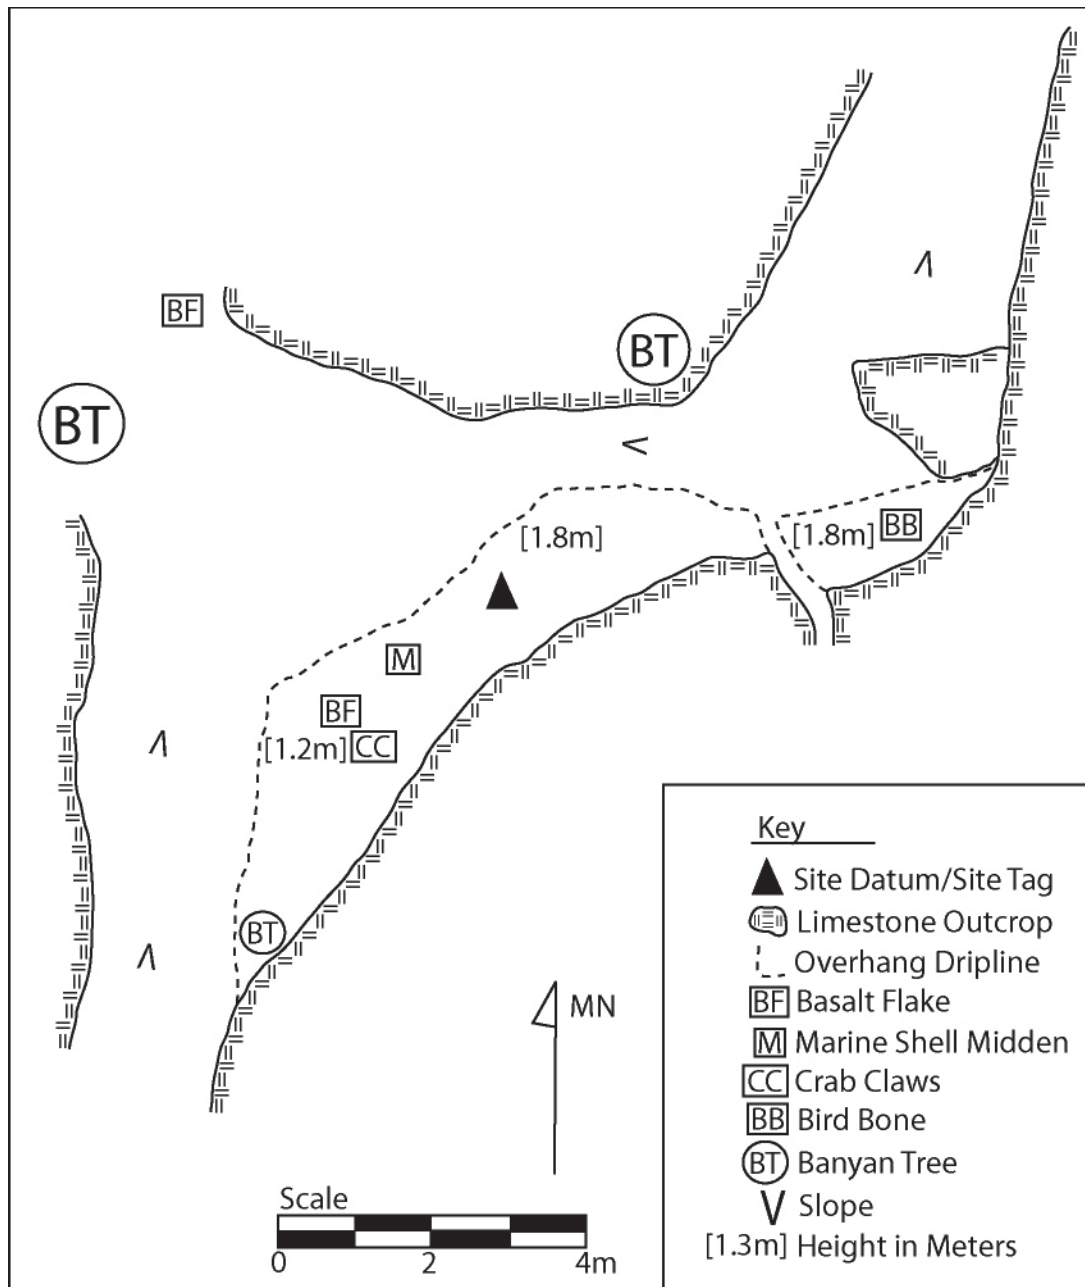 BF
BT
BT
[1.8m] BB
[1.8m]
M
BF
[1.2m] CC
BT
MN
Scale
0 2 4m
Key
Site Datum/Site Tag
Limestone Outcrop
Overhang Dripline
BF Basalt Flake
M Marine Shell Midden
CC Crab Claws
BB Bird Bone
BT Banyan Tree
Slope
[1.3m] Height in Meters